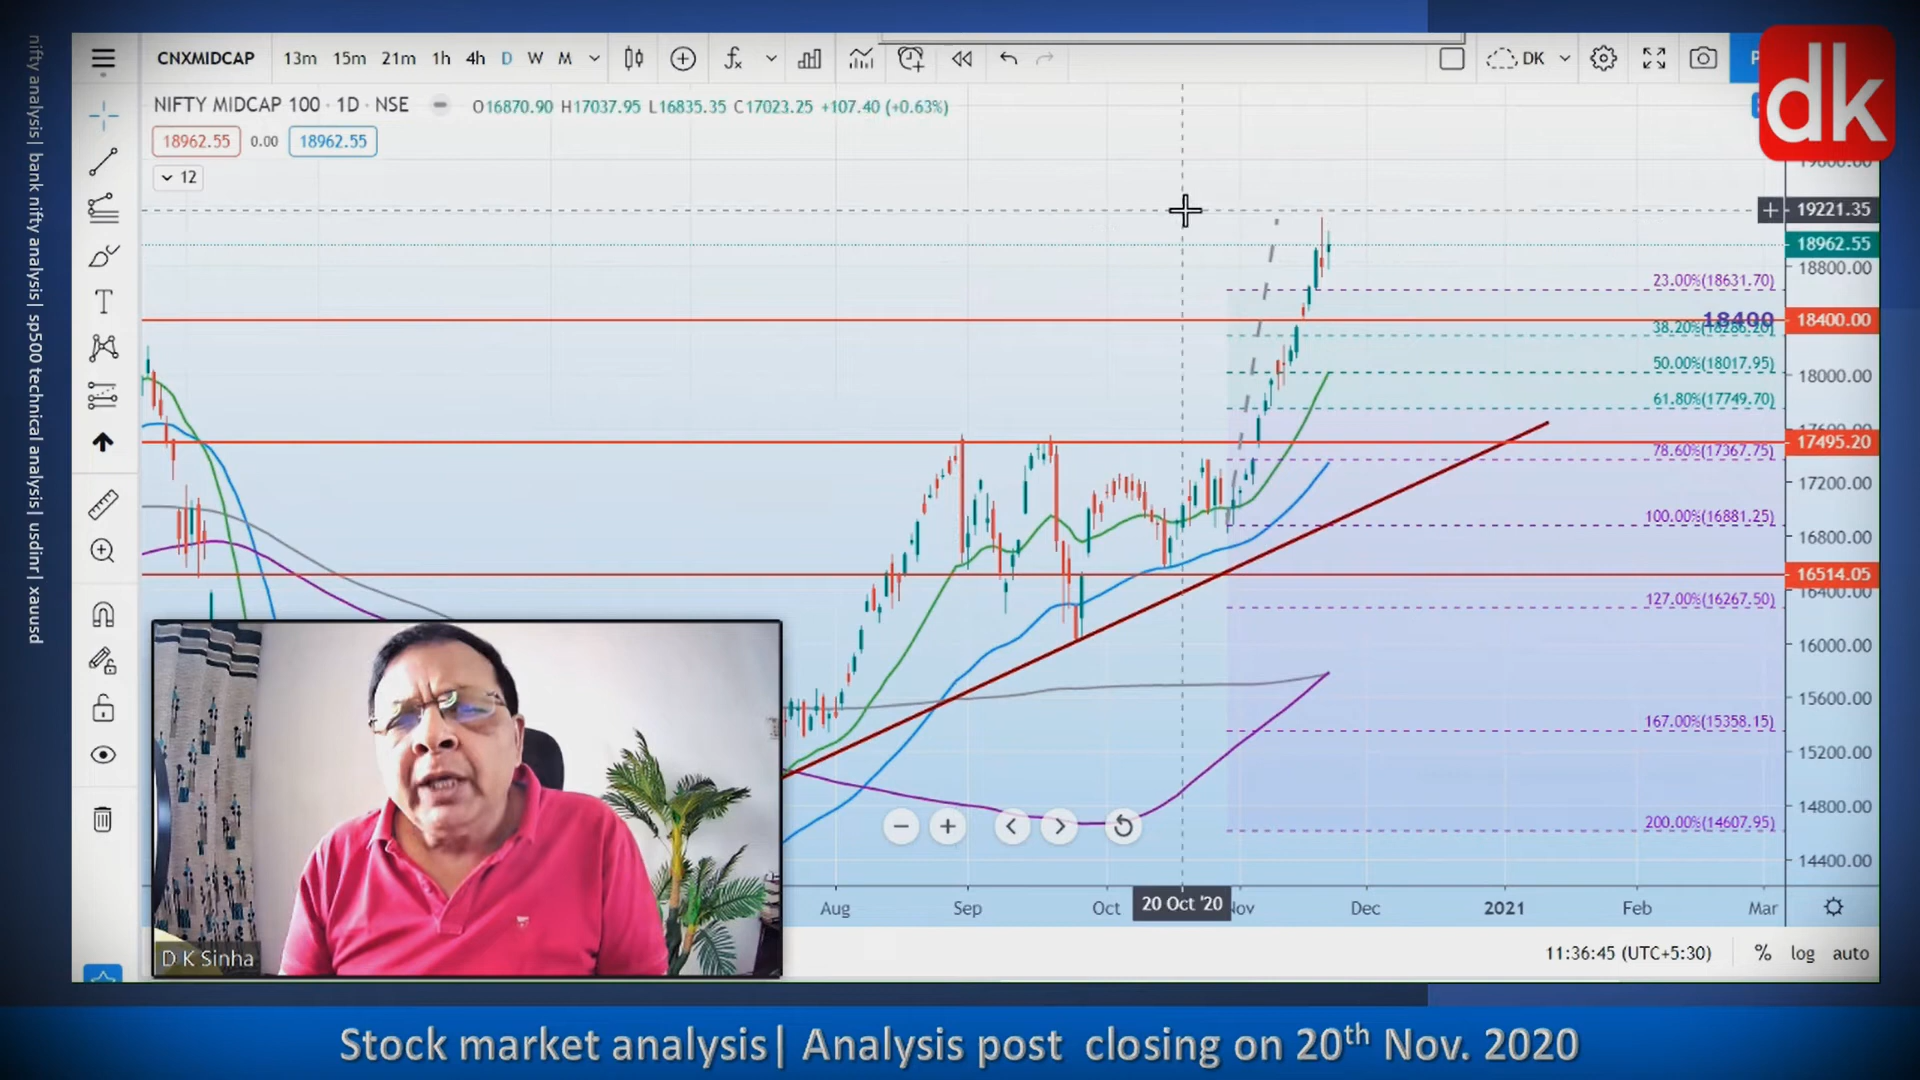 nifty analysis| bank nifty analysis| sp500 technical analysis| usdinr| xauusd
CNXMIDCAP 13m 15m 21m 1h 4h D W M DK
dk
NIFTY MIDCAP 100 · 1D · NSE O16870.90 H17037.95 L16835.35 C17023.25 +107.40 (+0.63%)
18962.55 0.00 18962.55
12
19221.35
18962.55
18800.00
23.00%(18631.70)
18400 18400.00
38.20%(18286.20)
50.00%(18017.95)
18000.00
61.80%(17749.70)
17495.20
78.60%(17367.75)
17200.00
100.00%(16881.25)
16800.00
16514.05
16400.00
127.00%(16267.50)
16000.00
15600.00
167.00%(15358.15)
15200.00
14800.00
200.00%(14607.95)
14400.00
Aug Sep Oct 20 Oct '20 Nov Dec 2021 Feb Mar
D K Sinha
11:36:45 (UTC+5:30) % log auto
Stock market analysis| Analysis post closing on 20th Nov. 2020